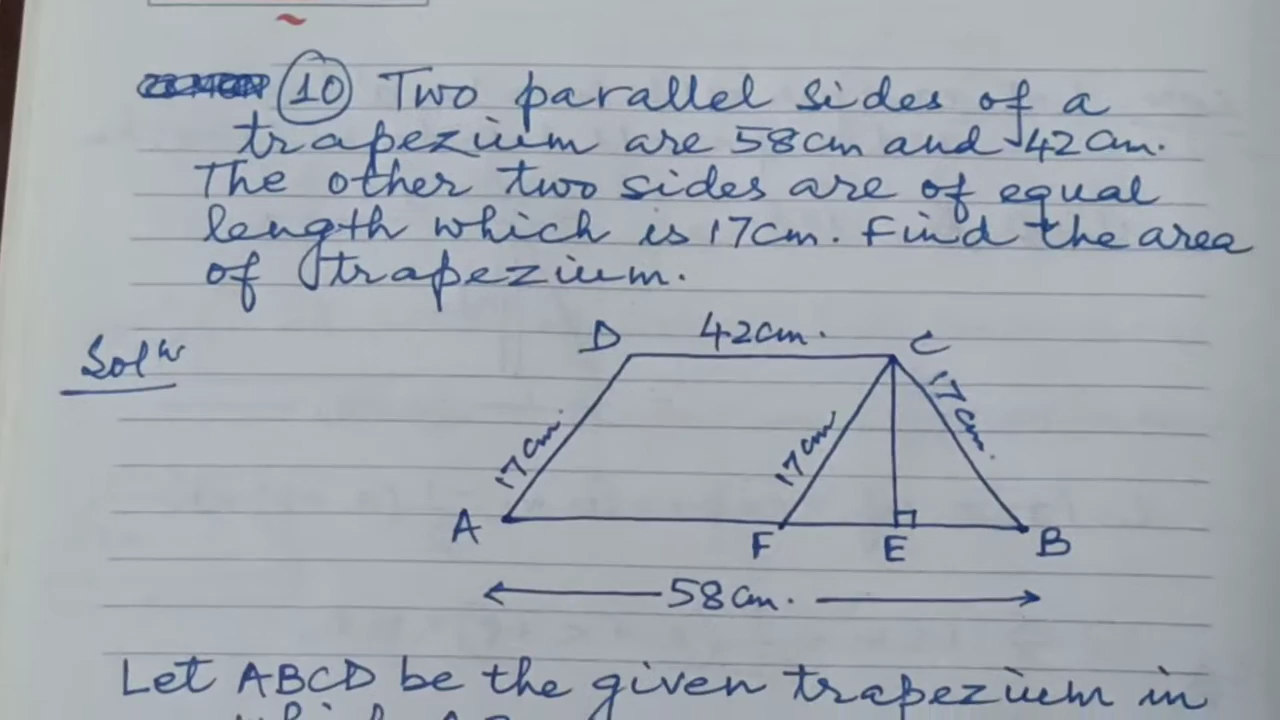 10 Two parallel sides of a
trapezium are 58cm and 42cm.
The other two sides are of equal
length which is 17cm. Find the area
of trapezium.
Solⁿ
D 42cm. C
17cm. 17cm 17cm.
A F E B
58cm.
Let ABCD be the given trapezium in